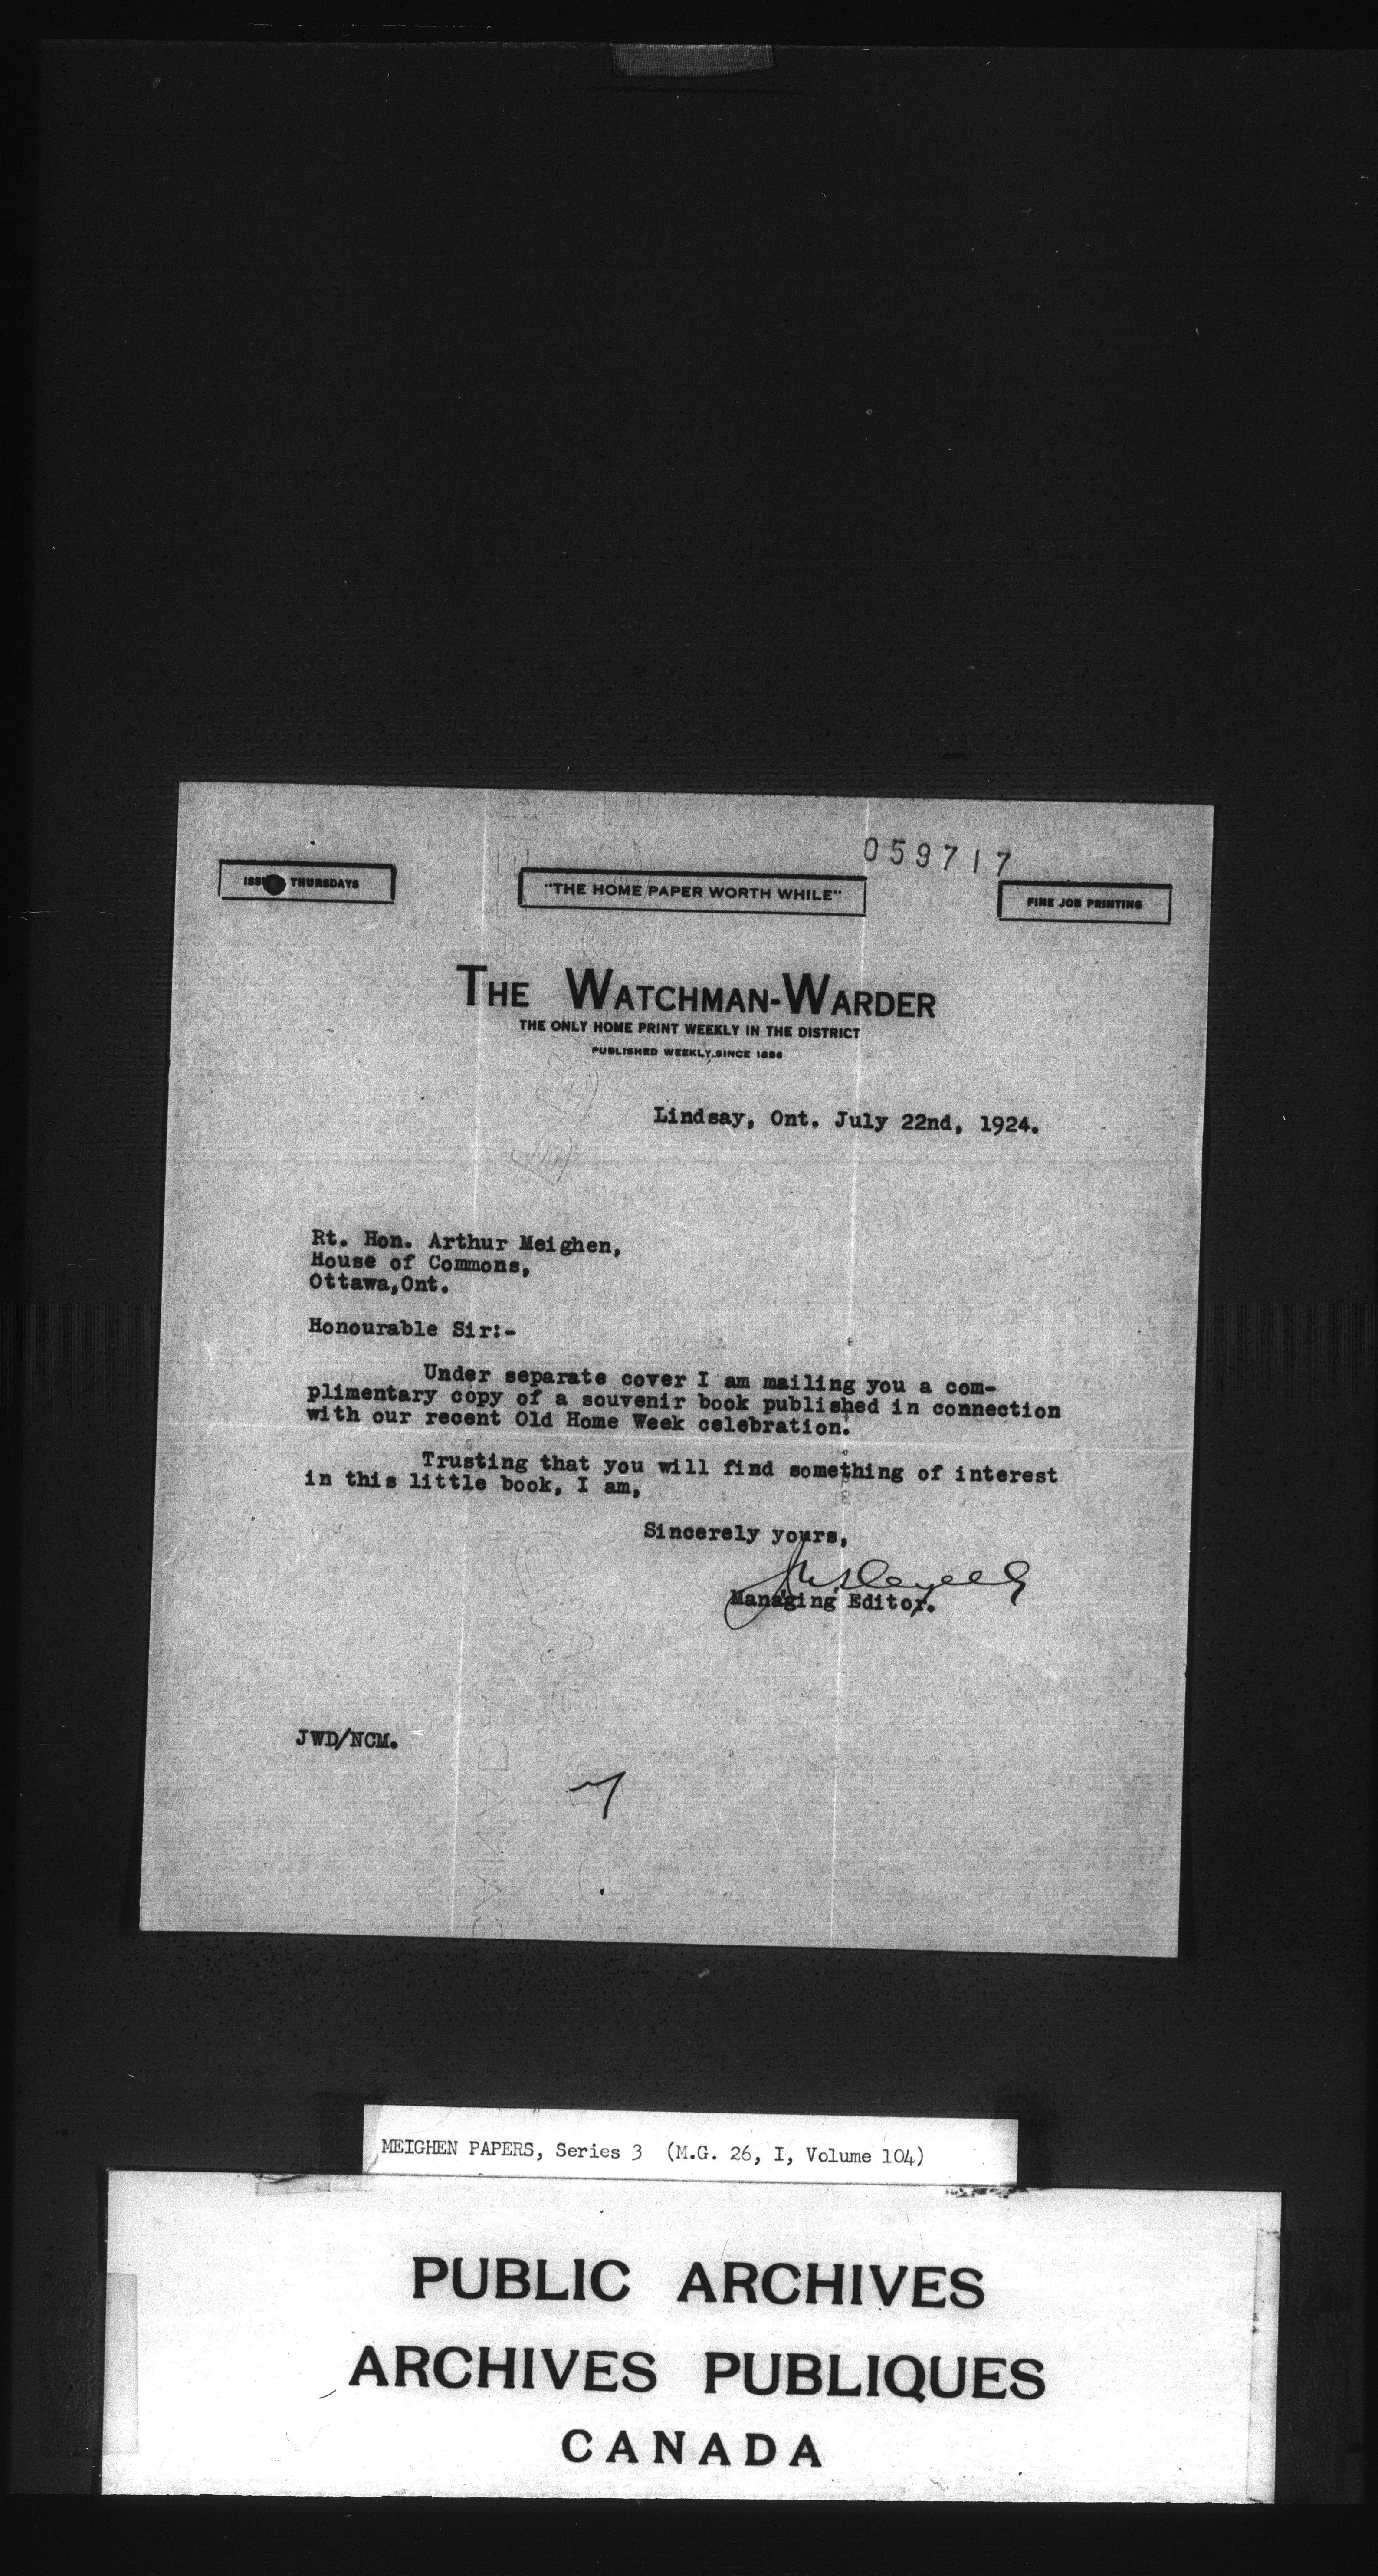 059717
THURSDAYS
"THE HOME PAPER WORTH WHILE"
FINE JOB PRINTING
THE WATCHMAN-WARDER
THE ONLY HOME PRINT WEEKLY IN THE DISTRICT
PUBLISHED WEEKLY SINCE 1856
Lindsay, Ont. July 22nd, 1924.
Rt. Hon. Arthur Meighen,
House of Commons,
Ottawa,Ont.
Honourable Sir:-
Under separate cover I am mailing you a com-
plimentary copy of a souvenir book published in connection
with our recent Old Home Week celebration.
Trusting that you will find something of interest
in this little book, I am,
Sincerely yours,
Managing Editor.
JWD/NCM.
MEIGHEN PAPERS, Series 3 (M.G. 26, I, Volume 104)
PUBLIC ARCHIVES
ARCHIVES PUBLIQUES
CANADA